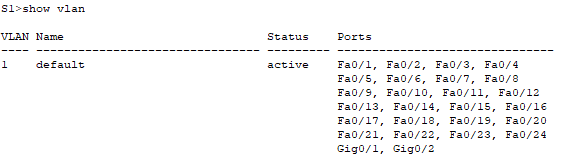 S1>show vlan
VLAN Name                             Status    Ports
---- -------------------------------- --------- -------------------------------
1    default                          active    Fa0/1, Fa0/2, Fa0/3, Fa0/4
                                                Fa0/5, Fa0/6, Fa0/7, Fa0/8
                                                Fa0/9, Fa0/10, Fa0/11, Fa0/12
                                                Fa0/13, Fa0/14, Fa0/15, Fa0/16
                                                Fa0/17, Fa0/18, Fa0/19, Fa0/20
                                                Fa0/21, Fa0/22, Fa0/23, Fa0/24
                                                Gig0/1, Gig0/2